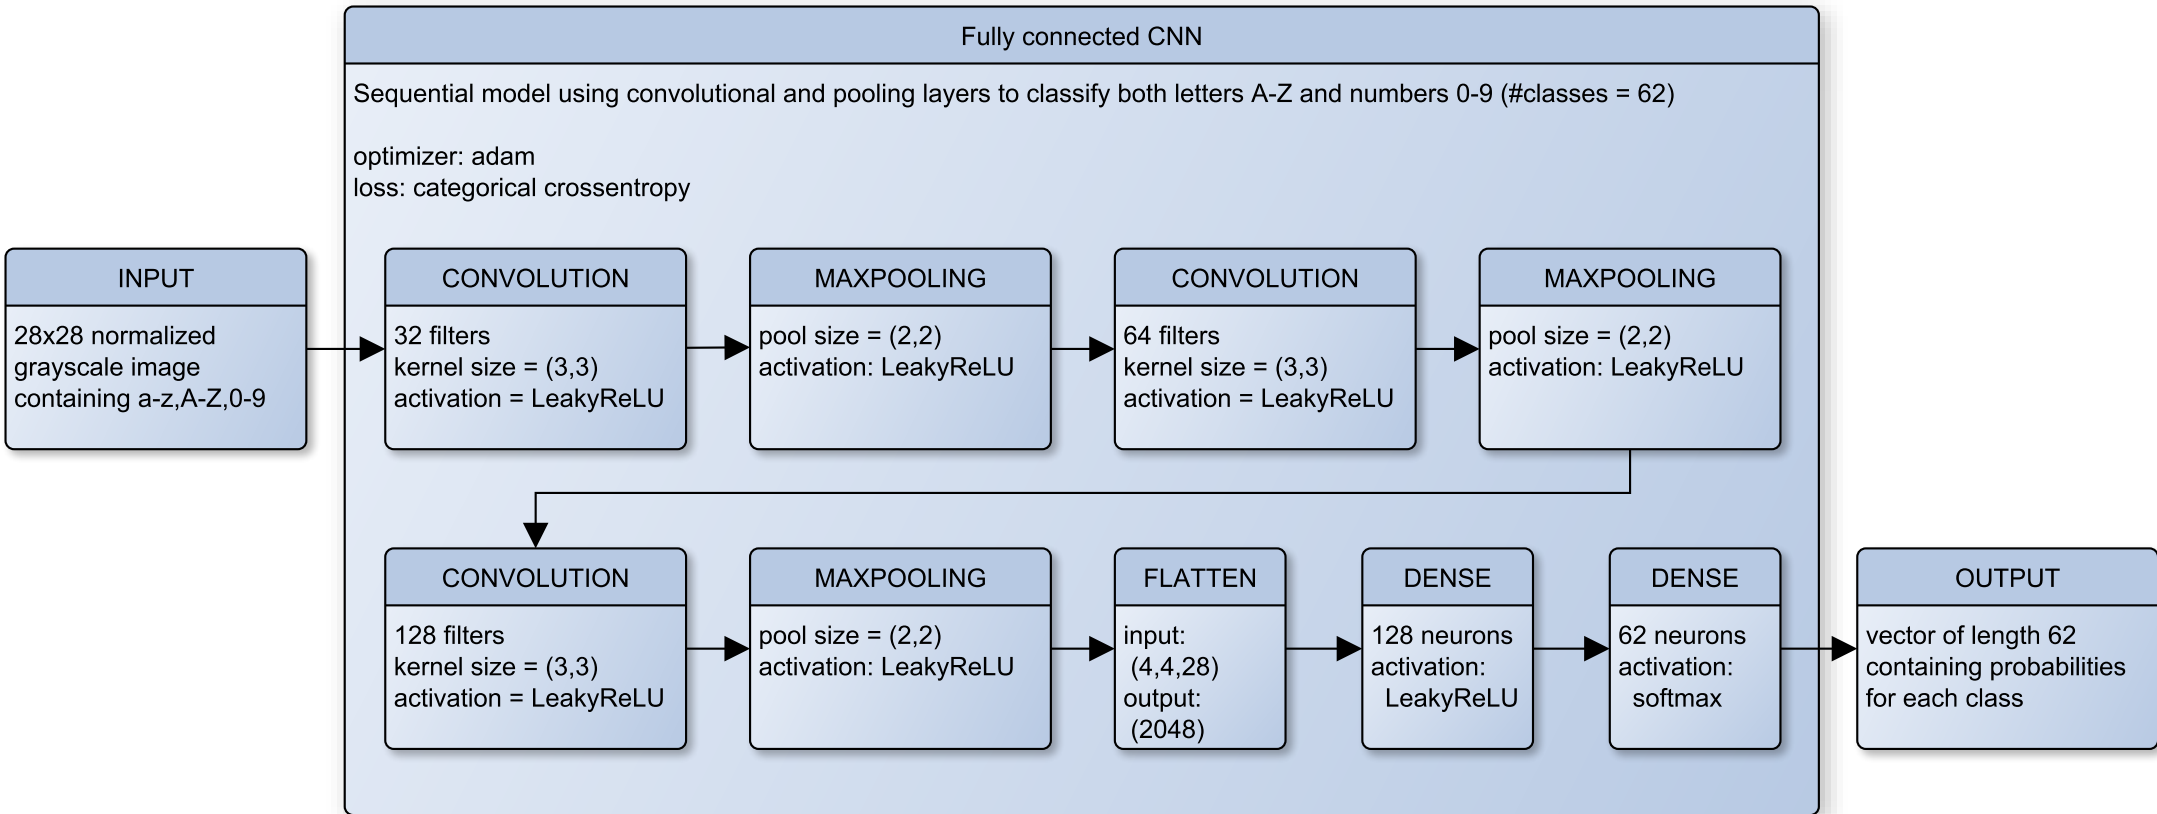 Fully connected CNN
Sequential model using convolutional and pooling layers to classify both letters A-Z and numbers 0-9 (#classes = 62)
optimizer: adam
loss: categorical crossentropy
INPUT
28x28 normalized
grayscale image
containing a-z,A-Z,0-9
CONVOLUTION
32 filters
kernel size = (3,3)
activation = LeakyReLU
MAXPOOLING
pool size = (2,2)
activation: LeakyReLU
CONVOLUTION
64 filters
kernel size = (3,3)
activation = LeakyReLU
MAXPOOLING
pool size = (2,2)
activation: LeakyReLU
CONVOLUTION
128 filters
kernel size = (3,3)
activation = LeakyReLU
MAXPOOLING
pool size = (2,2)
activation: LeakyReLU
FLATTEN
input:
(4,4,28)
output:
(2048)
DENSE
128 neurons
activation:
LeakyReLU
DENSE
62 neurons
activation:
softmax
OUTPUT
vector of length 62
containing probabilities
for each class